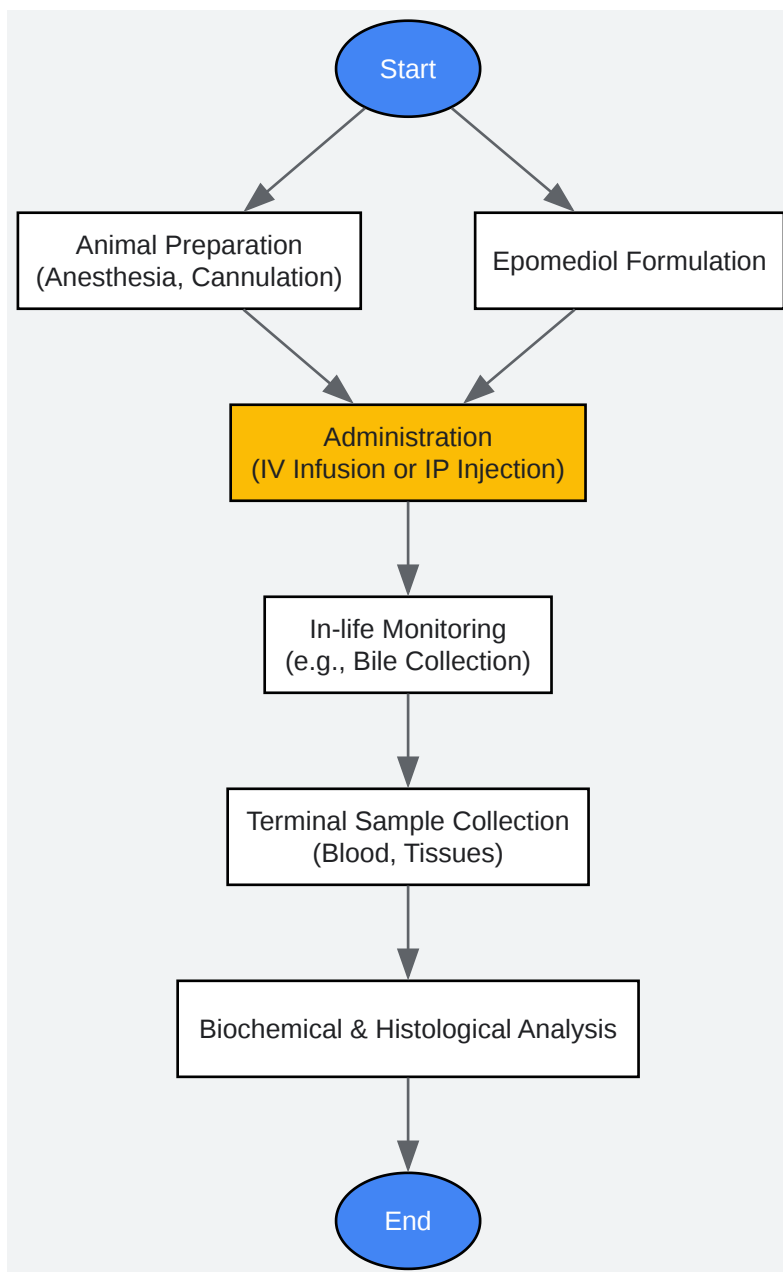 Start
Animal Preparation
(Anesthesia, Cannulation)
Epomediol Formulation
Administration
(IV Infusion or IP Injection)
In-life Monitoring
(e.g., Bile Collection)
Terminal Sample Collection
(Blood, Tissues)
Biochemical & Histological Analysis
End